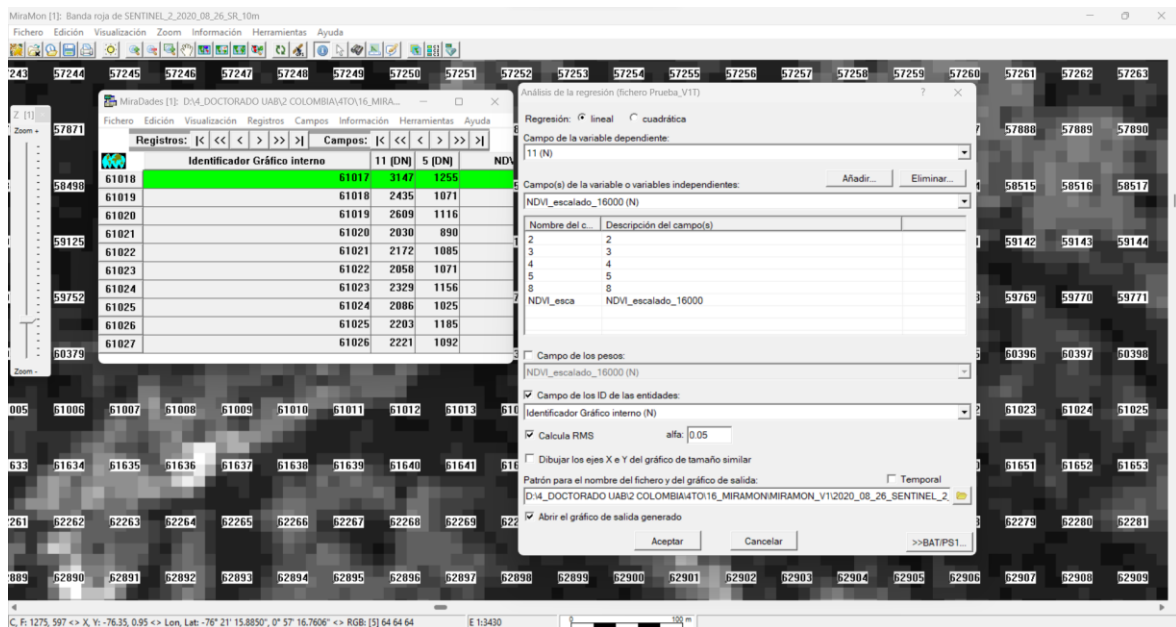 MiraMon [1]: Banda roja de SENTINEL_2_2020_08_26_SR_10m
Fichero Edición Visualización Zoom Información Herramientas Ayuda
243 57244 57245 57246 57247 57248 57249 57250 57251 57252 57253 57254 57255 57256 57257 57258 57259 57260 57261 57262 57263
Z [1]
Zoom +
57871
58498
59125
59752
60379
Zoom -
MiraDades [1]: D:\4_DOCTORADO UAB\2 COLOMBIA\4TO\16_MIRA...
Fichero Edición Visualización Registros Campos Información Herramientas Ayuda
Registros: |< << < > >> >| Campos: |< << < > >> >|
Identificador Gráfico interno 11 (DN) 5 (DN) NDV
61018 61017 3147 1255
61019 61018 2435 1071
61020 61019 2609 1116
61021 61020 2030 890
61022 61021 2172 1085
61023 61022 2058 1071
61024 61023 2329 1156
61025 61024 2086 1025
61026 61025 2203 1185
61027 61026 2221 1092
Análisis de la regresión (fichero Prueba_V1T) ?
Regresión: lineal cuadrática
Campo de la variable dependiente:
11 (N)
Campo(s) de la variable o variables independientes:
Añadir... Eliminar...
NDVI_escalado_16000 (N)
Nombre del c... Descripción del campo(s)
2 2
3 3
4 4
5 5
8 8
NDVI_esca NDVI_escalado_16000
Campo de los pesos:
NDVI_escalado_16000 (N)
Campo de los ID de las entidades:
Identificador Gráfico interno (N)
Calcula RMS alfa: 0.05
Dibujar los ejes X e Y del gráfico de tamaño similar
Patrón para el nombre del fichero y del gráfico de salida: Temporal
D:\4_DOCTORADO UAB\2 COLOMBIA\4TO\16_MIRAMON\MIRAMON_V1\2020_08_26_SENTINEL_2_
Abrir el gráfico de salida generado
Aceptar Cancelar >>BAT/PS1...
57888 57889 57890
58515 58516 58517
59142 59143 59144
59769 59770 59771
60396 60397 60398
005 61006 61007 61008 61009 61010 61011 61012 61013 610 61023 61024 61025
633 61634 61635 61636 61637 61638 61639 61640 61641 616 61651 61652 61653
261 62262 62263 62264 62265 62266 62267 62268 62269 622 62279 62280 62281
889 62890 62891 62892 62893 62894 62895 62896 62897 62898 62899 62900 62901 62902 62903 62904 62905 62906 62907 62908 62909
C, F: 1275, 597 <> X, Y: -76.35, 0.95 <> Lon, Lat: -76° 21' 15.8850", 0° 57' 16.7606" <> RGB: [5] 64 64 64 E 1:3430 0 100 m